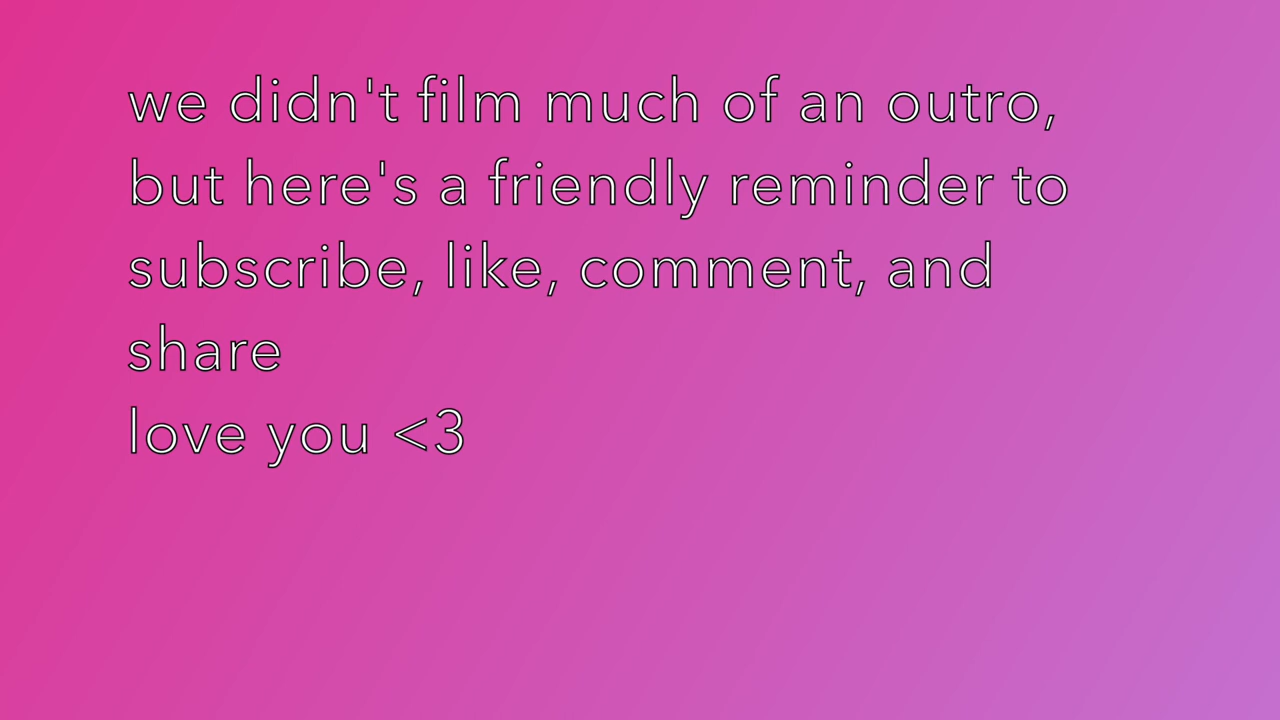 we didn't film much of an outro,
but here's a friendly reminder to
subscribe, like, comment, and
share
love you <3